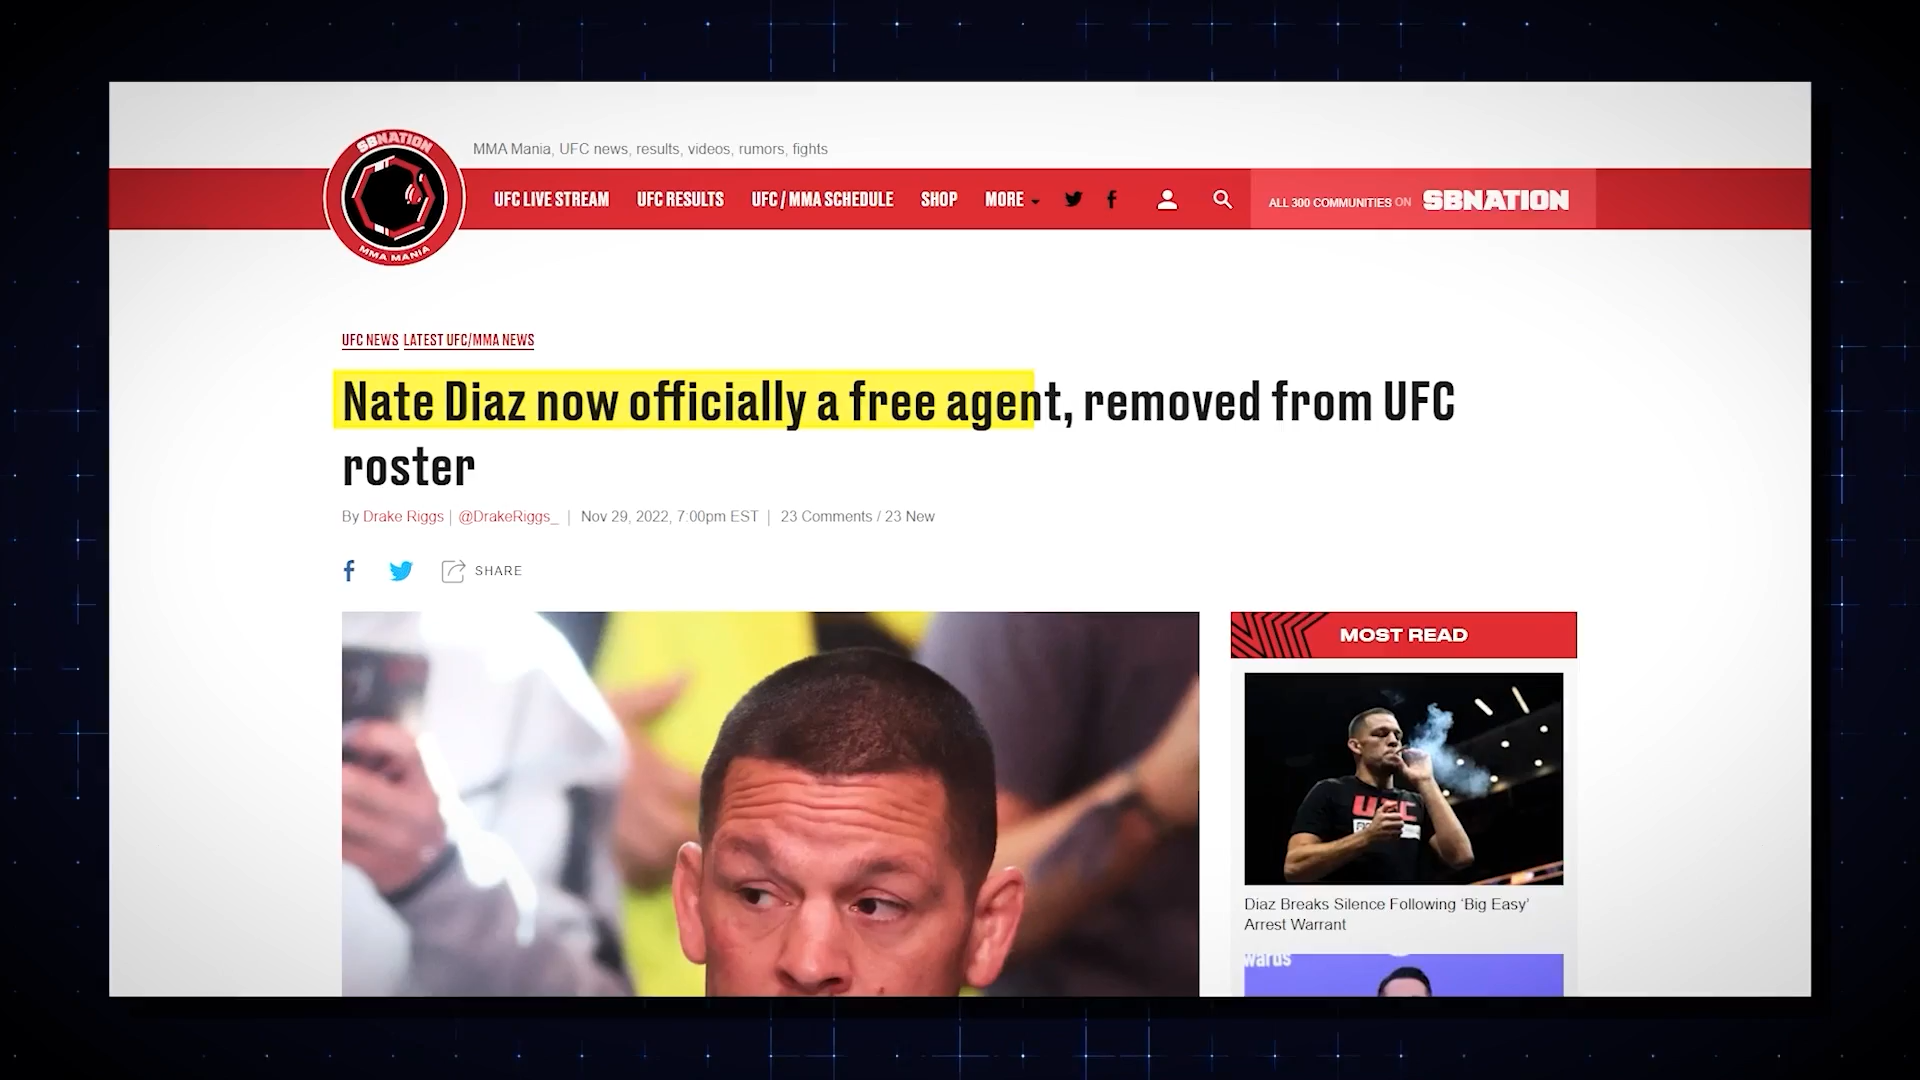 SBNATION
MMA MANIA
MMA Mania, UFC news, results, videos, rumors, fights
UFC LIVE STREAM UFC RESULTS UFC / MMA SCHEDULE SHOP MORE ALL 300 COMMUNITIES ON SBNATION
UFC NEWS LATEST UFC/MMA NEWS
Nate Diaz now officially a free agent, removed from UFC
roster
By Drake Riggs | @DrakeRiggs_ | Nov 29, 2022, 7:00pm EST | 23 Comments / 23 New
SHARE
MOST READ
UFC
Diaz Breaks Silence Following ‘Big Easy’
Arrest Warrant
wards